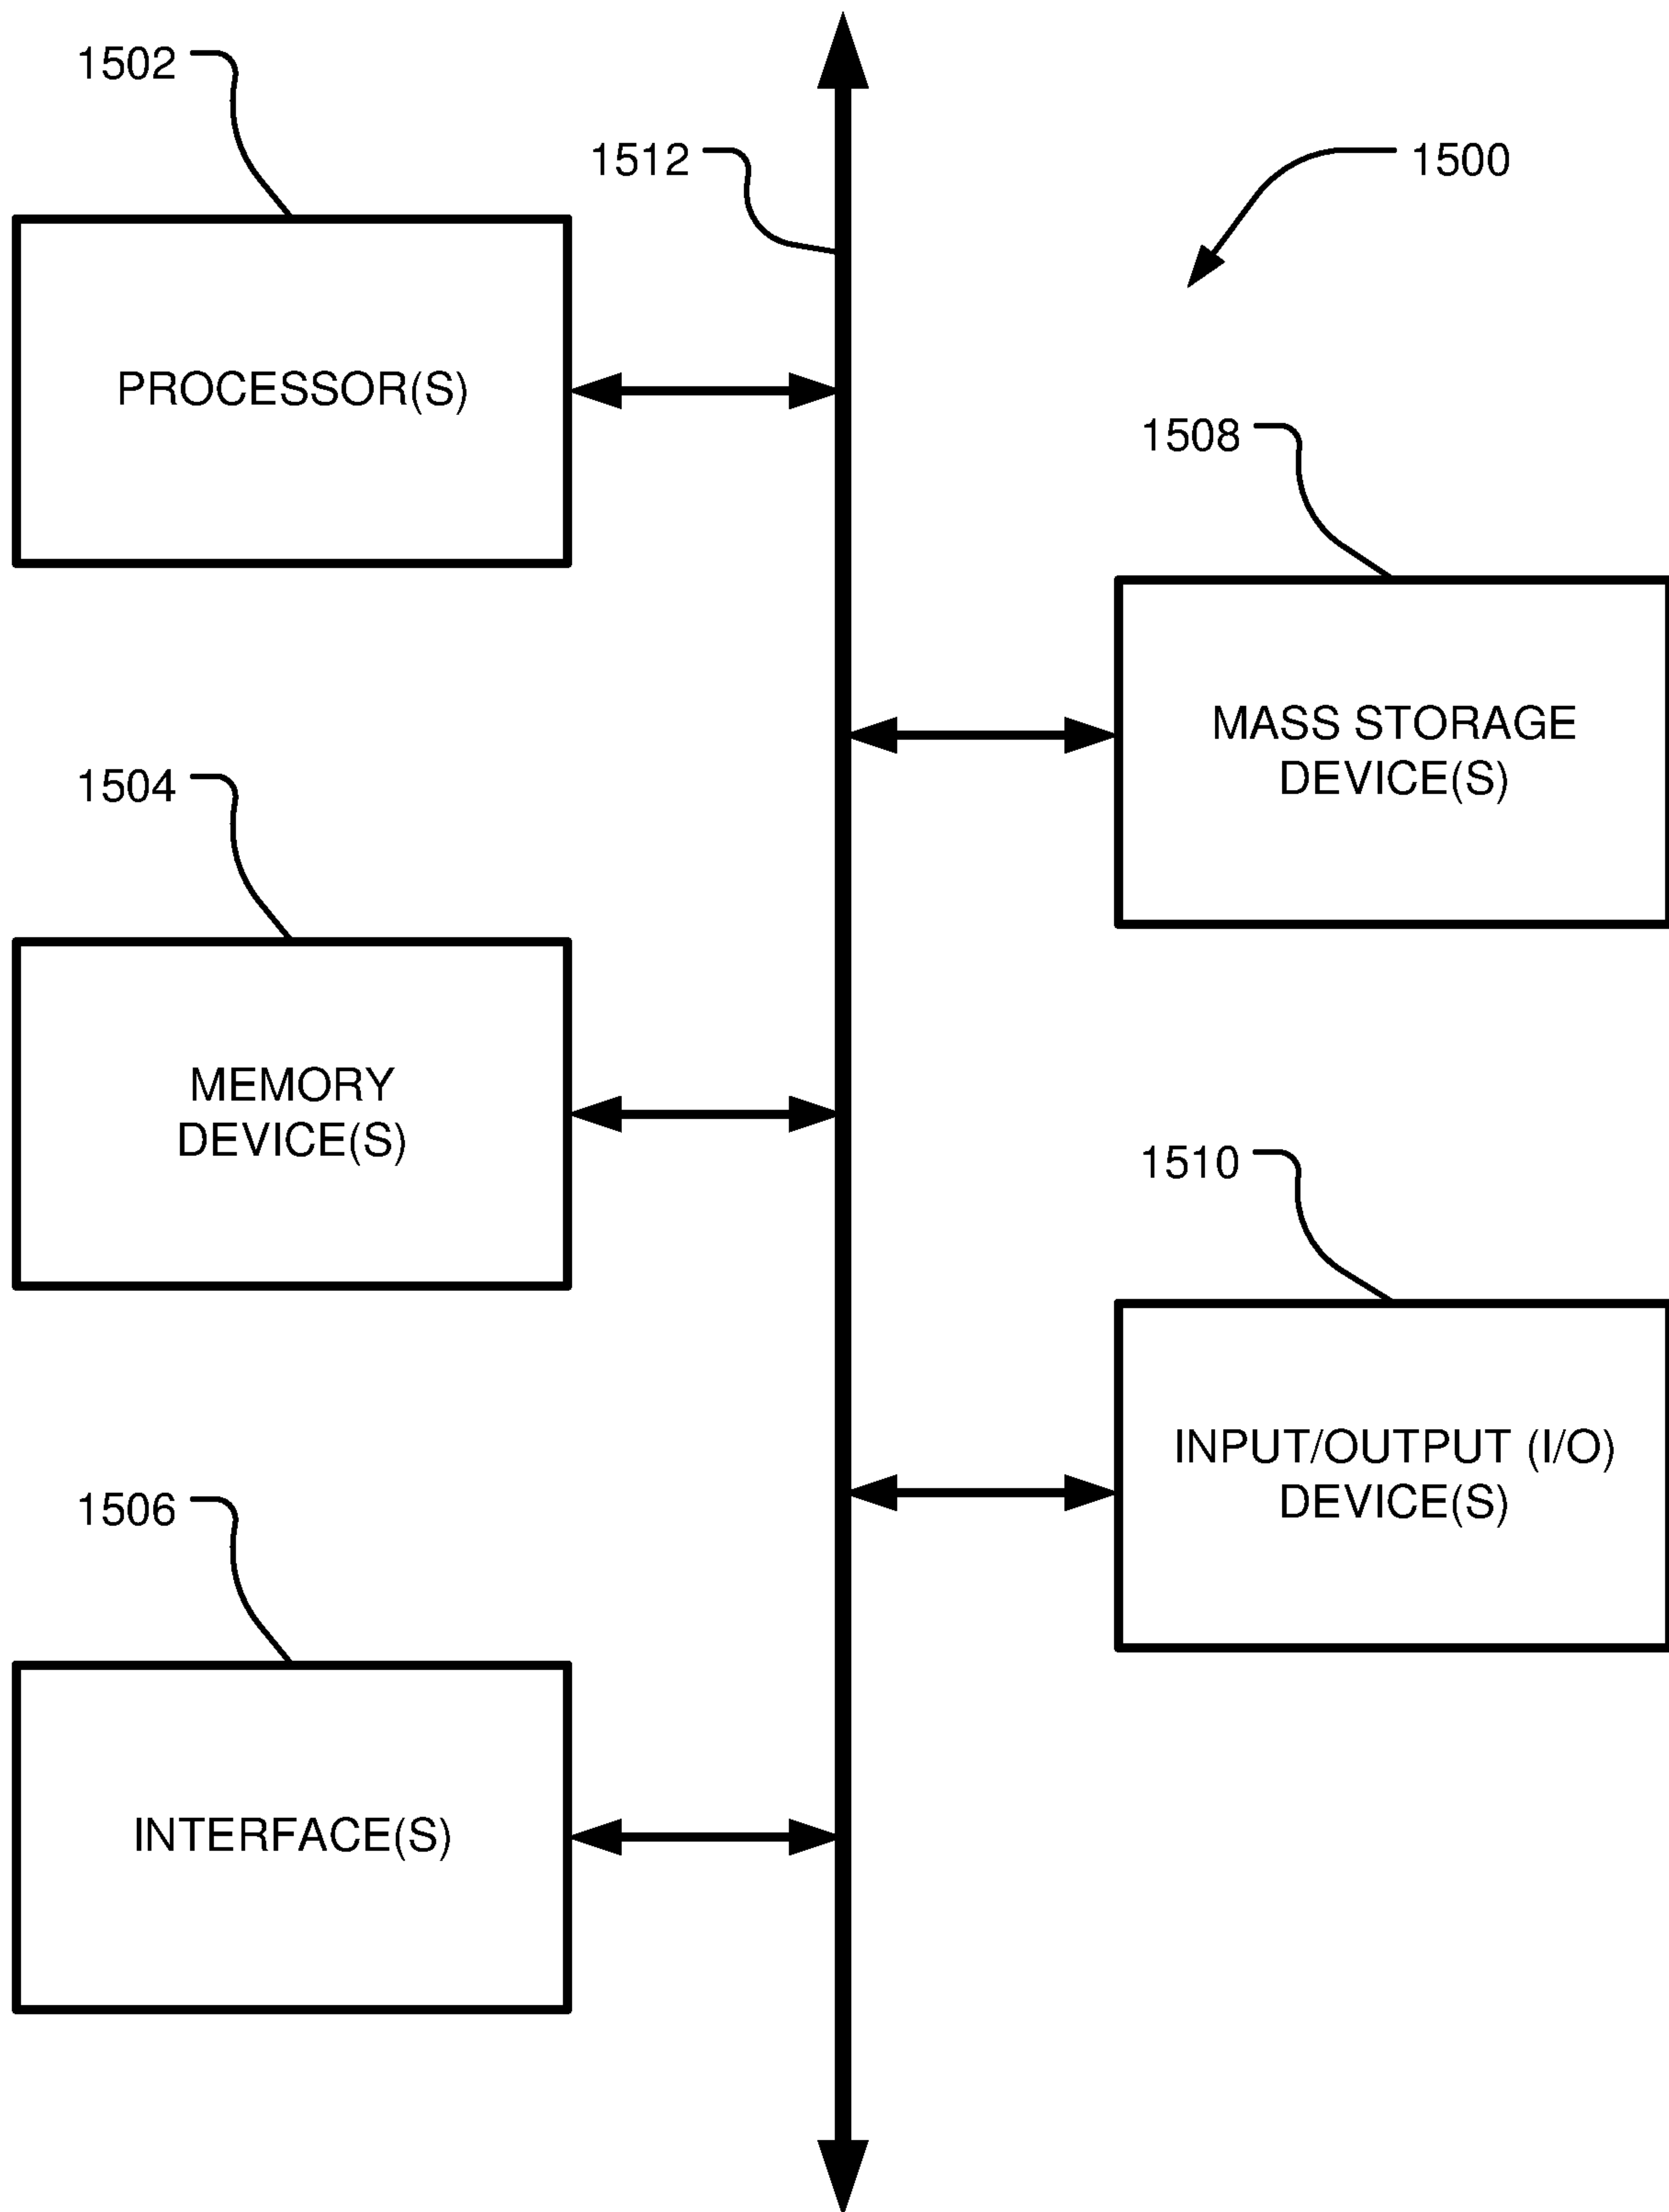 1502
1512
1500
PROCESSOR(S)
1508
MASS STORAGE
DEVICE(S)
1504
MEMORY
DEVICE(S)
1510
INPUT/OUTPUT (I/O)
DEVICE(S)
1506
INTERFACE(S)